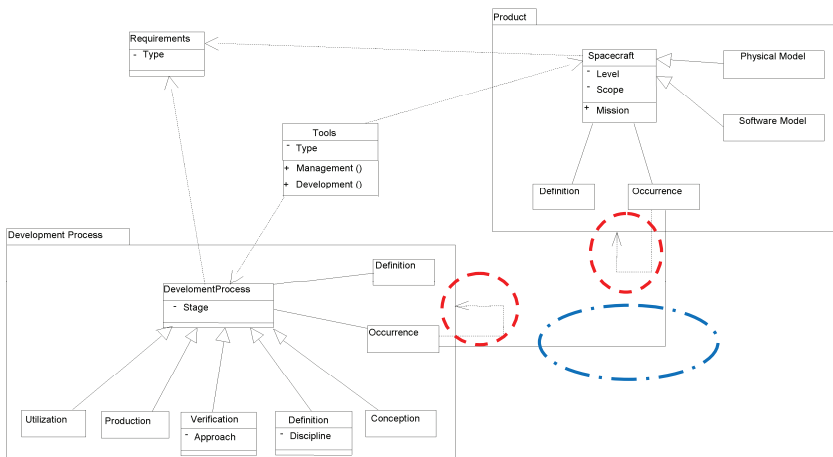 Product
Requirements
- Type
Spacecraft
- Level
- Scope
+ Mission
Physical Model
Software Model
Tools
- Type
+ Management ()
+ Development ()
Definition
Occurrence
Development Process
Definition
DevelomentProcess
- Stage
Occurrence
Utilization
Production
Verification
- Approach
Definition
- Discipline
Conception